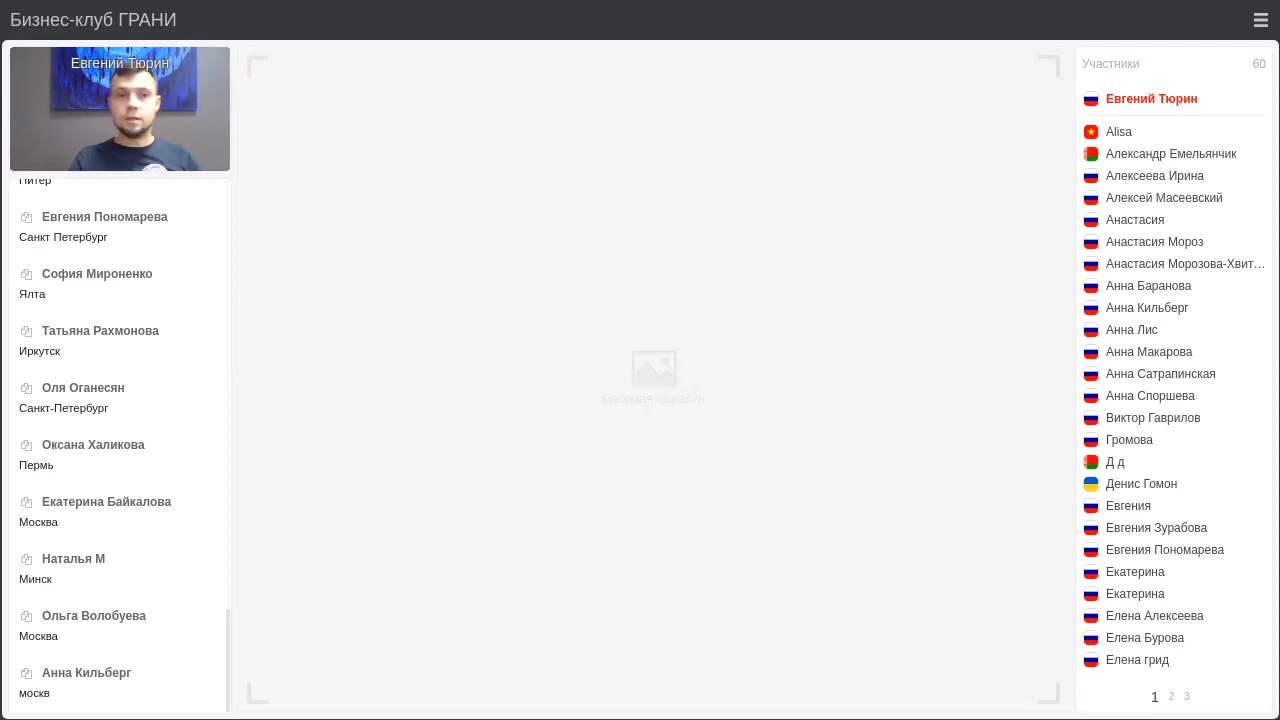 Бизнес-клуб ГРАНИ
Евгений Тюрин
Питер
Евгения Пономарева
Санкт Петербург
София Мироненко
Ялта
Татьяна Рахмонова
Иркутск
Оля Оганесян
Санкт-Петербург
Оксана Халикова
Пермь
Екатерина Байкалова
Москва
Наталья М
Минск
Ольга Волобуева
Москва
Анна Кильберг
москв
Рабочая область
Участники 60
Евгений Тюрин
Alisa
Александр Емельянчик
Алексеева Ирина
Алексей Масеевский
Анастасия
Анастасия Мороз
Анастасия Морозова-Хвит…
Анна Баранова
Анна Кильберг
Анна Лис
Анна Макарова
Анна Сатрапинская
Анна Споршева
Виктор Гаврилов
Громова
Д д
Денис Гомон
Евгения
Евгения Зурабова
Евгения Пономарева
Екатерина
Екатерина
Елена Алексеева
Елена Бурова
Елена грид
1 2 3